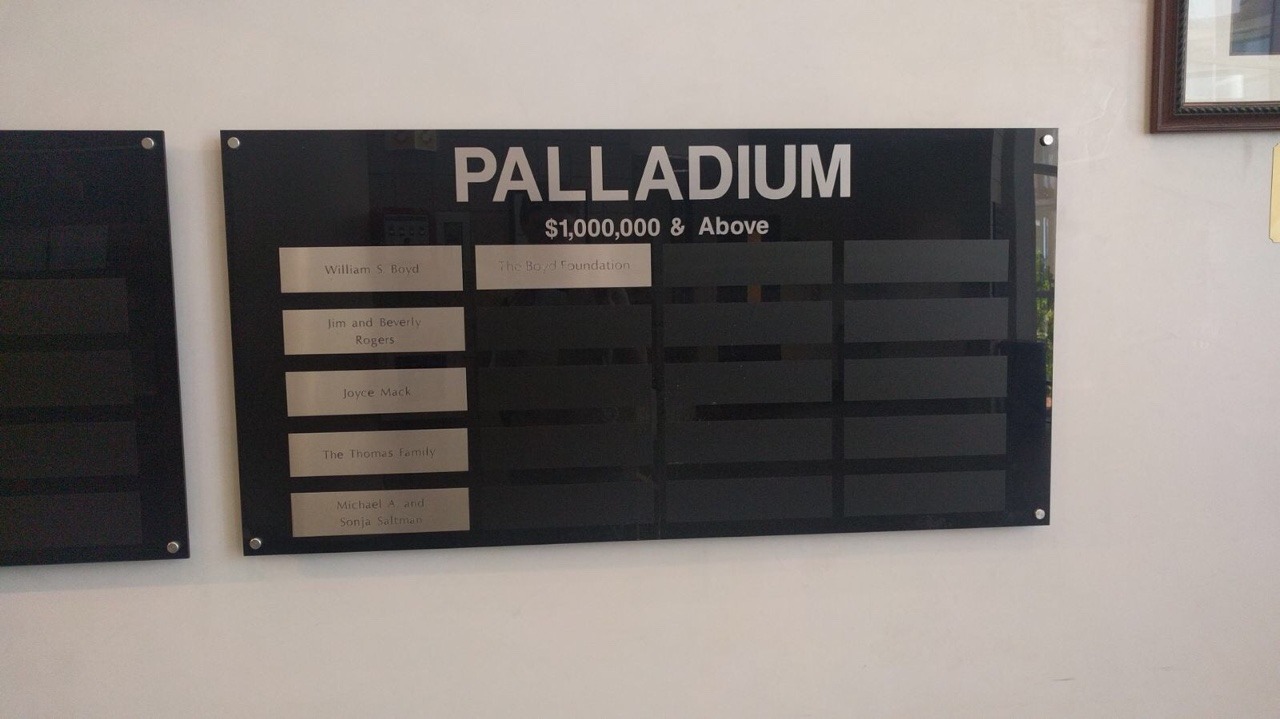 PALLADIUM
$1,000,000 & Above
William S. Boyd
The Boyd Foundation
Jim and Beverly
Rogers
Joyce Mack
The Thomas Family
Michael A. and
Sonja Saltman